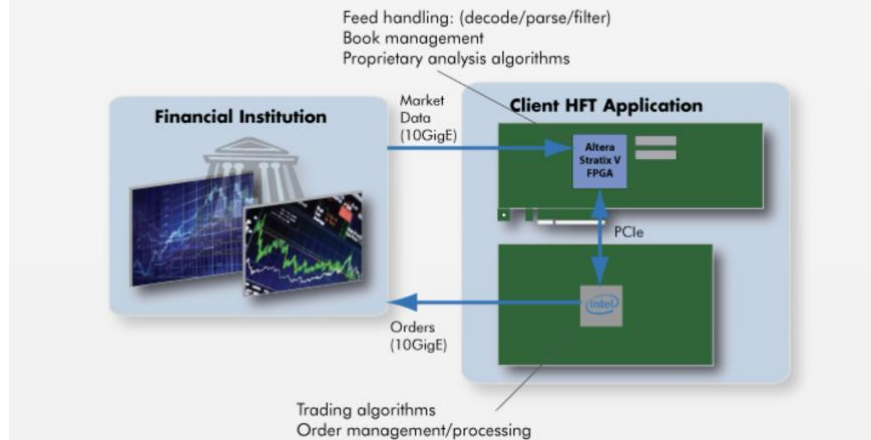 Feed handling: (decode/parse/filter)
Book management
Proprietary analysis algorithms
Financial Institution
Market
Data
(10GigE)
Client HFT Application
Altera
Stratix V
FPGA
PCIe
intel
Orders
(10GigE)
Trading algorithms
Order management/processing